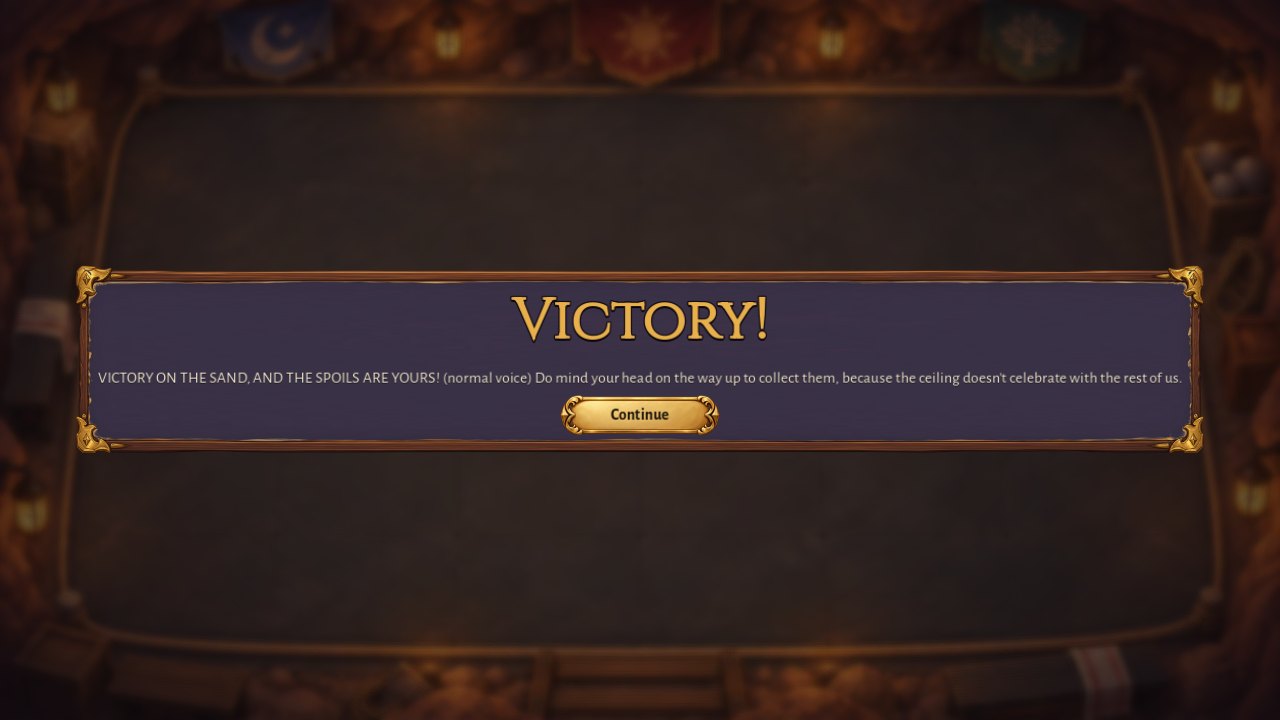 VICTORY!
VICTORY ON THE SAND, AND THE SPOILS ARE YOURS! (normal voice) Do mind your head on the way up to collect them, because the ceiling doesn't celebrate with the rest of us.
Continue